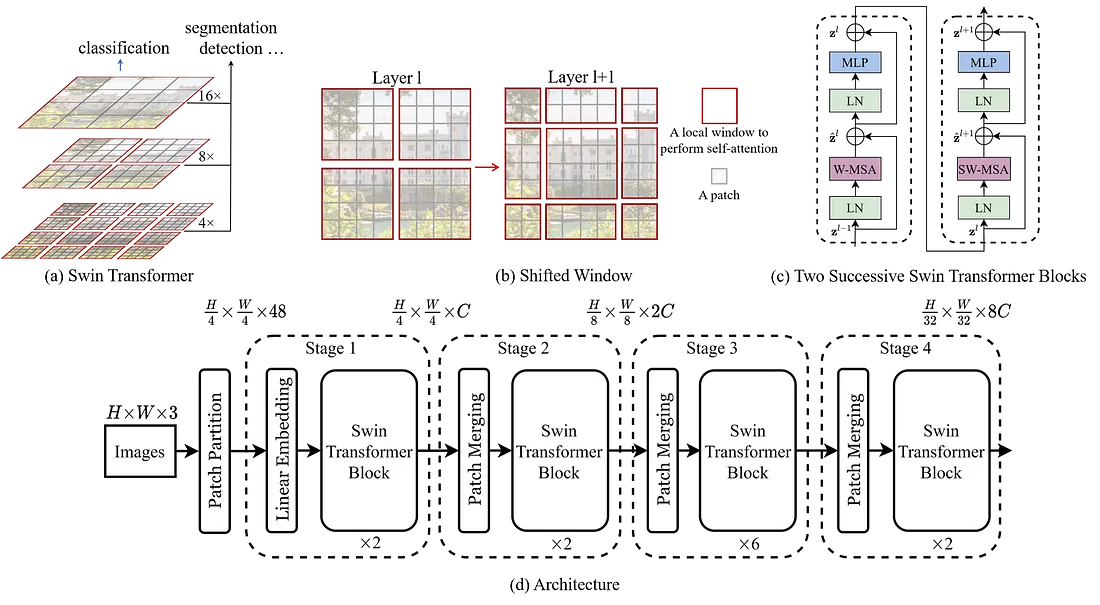 segmentation
classification
detection …
16×
8×
4×
(a) Swin Transformer
Layer l
Layer l+1
A local window to
perform self-attention
A patch
(b) Shifted Window
z^l
MLP
LN
ẑ^l
W-MSA
LN
z^{l-1}
z^{l+1}
MLP
LN
ẑ^{l+1}
SW-MSA
LN
z^l
(c) Two Successive Swin Transformer Blocks
H/4 × W/4 × 48
H/4 × W/4 × C
H/8 × W/8 × 2C
H/32 × W/32 × 8C
Stage 1
Stage 2
Stage 3
Stage 4
H×W×3
Images
Patch Partition
Linear Embedding
Swin
Transformer
Block
×2
Patch Merging
Swin
Transformer
Block
×2
Patch Merging
Swin
Transformer
Block
×6
Patch Merging
Swin
Transformer
Block
×2
(d) Architecture